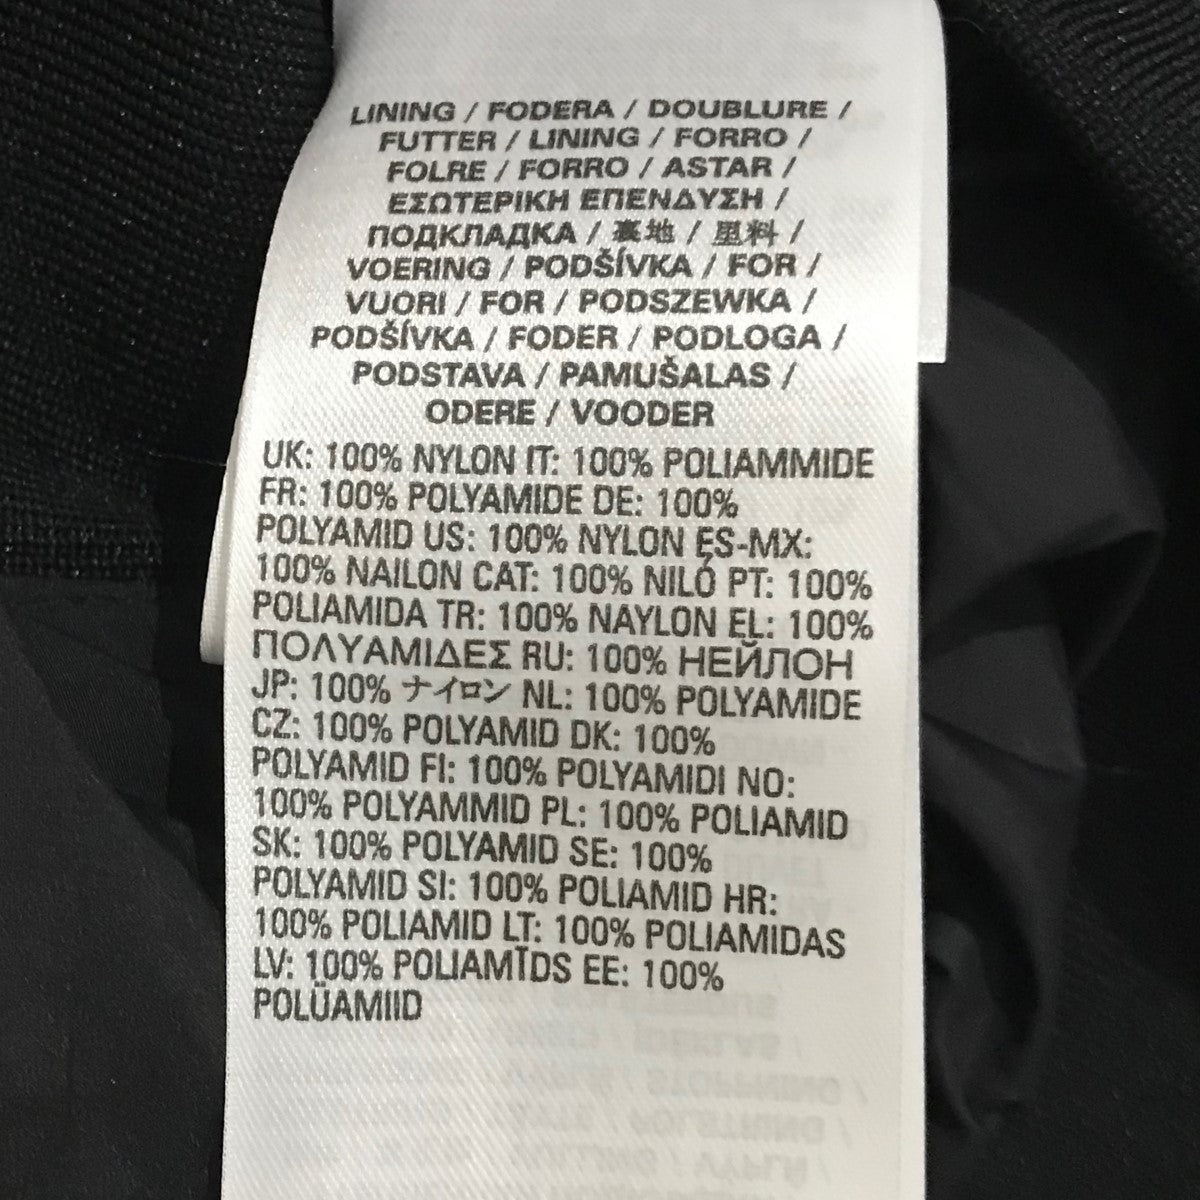 LINING / FODERA / DOUBLURE /
FUTTER / LINING / FORRO /
FOLRE / FORRO / ASTAR /
ΕΣΩΤΕΡΙΚΗ ΕΠΕΝΔΥΣΗ /
ПОДКЛАДКА / 裏地 / 里料 /
VOERING / PODŠÍVKA / FOR /
VUORI / FOR / PODSZEWKA /
PODŠÍVKA / FODER / PODLOGA /
PODSTAVA / PAMUŠALAS /
ODERE / VOODER
UK: 100% NYLON IT: 100% POLIAMMIDE
FR: 100% POLYAMIDE DE: 100%
POLYAMID US: 100% NYLON ES-MX:
100% NAILON CAT: 100% NILÓ PT: 100%
POLIAMIDA TR: 100% NAYLON EL: 100%
ΠΟΛΥΑΜΙΔΕΣ RU: 100% НЕЙЛОН
JP: 100% ナイロン NL: 100% POLYAMIDE
CZ: 100% POLYAMID DK: 100%
POLYAMID FI: 100% POLYAMIDI NO:
100% POLYAMMID PL: 100% POLIAMID
SK: 100% POLYAMID SE: 100%
POLYAMID SI: 100% POLIAMID HR:
100% POLIAMID LT: 100% POLIAMIDAS
LV: 100% POLIAMĪDS EE: 100%
POLÜAMIID